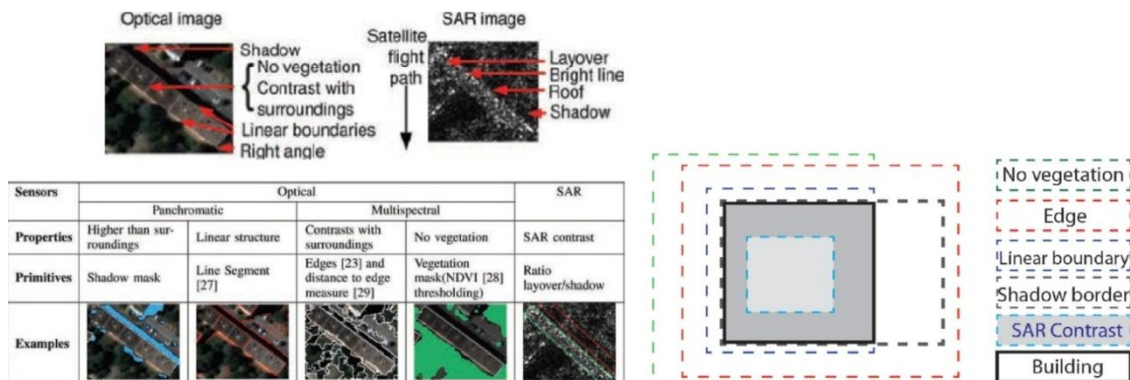 Optical image
SAR image
Shadow
No vegetation
Contrast with
surroundings
Linear boundaries
Right angle
Satellite
flight
path
Layover
Bright line
Roof
Shadow
Sensors
Optical
SAR
Panchromatic
Multispectral
Properties
Higher than sur-
roundings
Linear structure
Contrasts with
surroundings
No vegetation
SAR contrast
Primitives
Shadow mask
Line Segment
[27]
Edges [23] and
distance to edge
measure [29]
Vegetation
mask(NDVI [28]
thresholding)
Ratio
layover/shadow
Examples
No vegetation
Edge
Linear boundary
Shadow border
SAR Contrast
Building